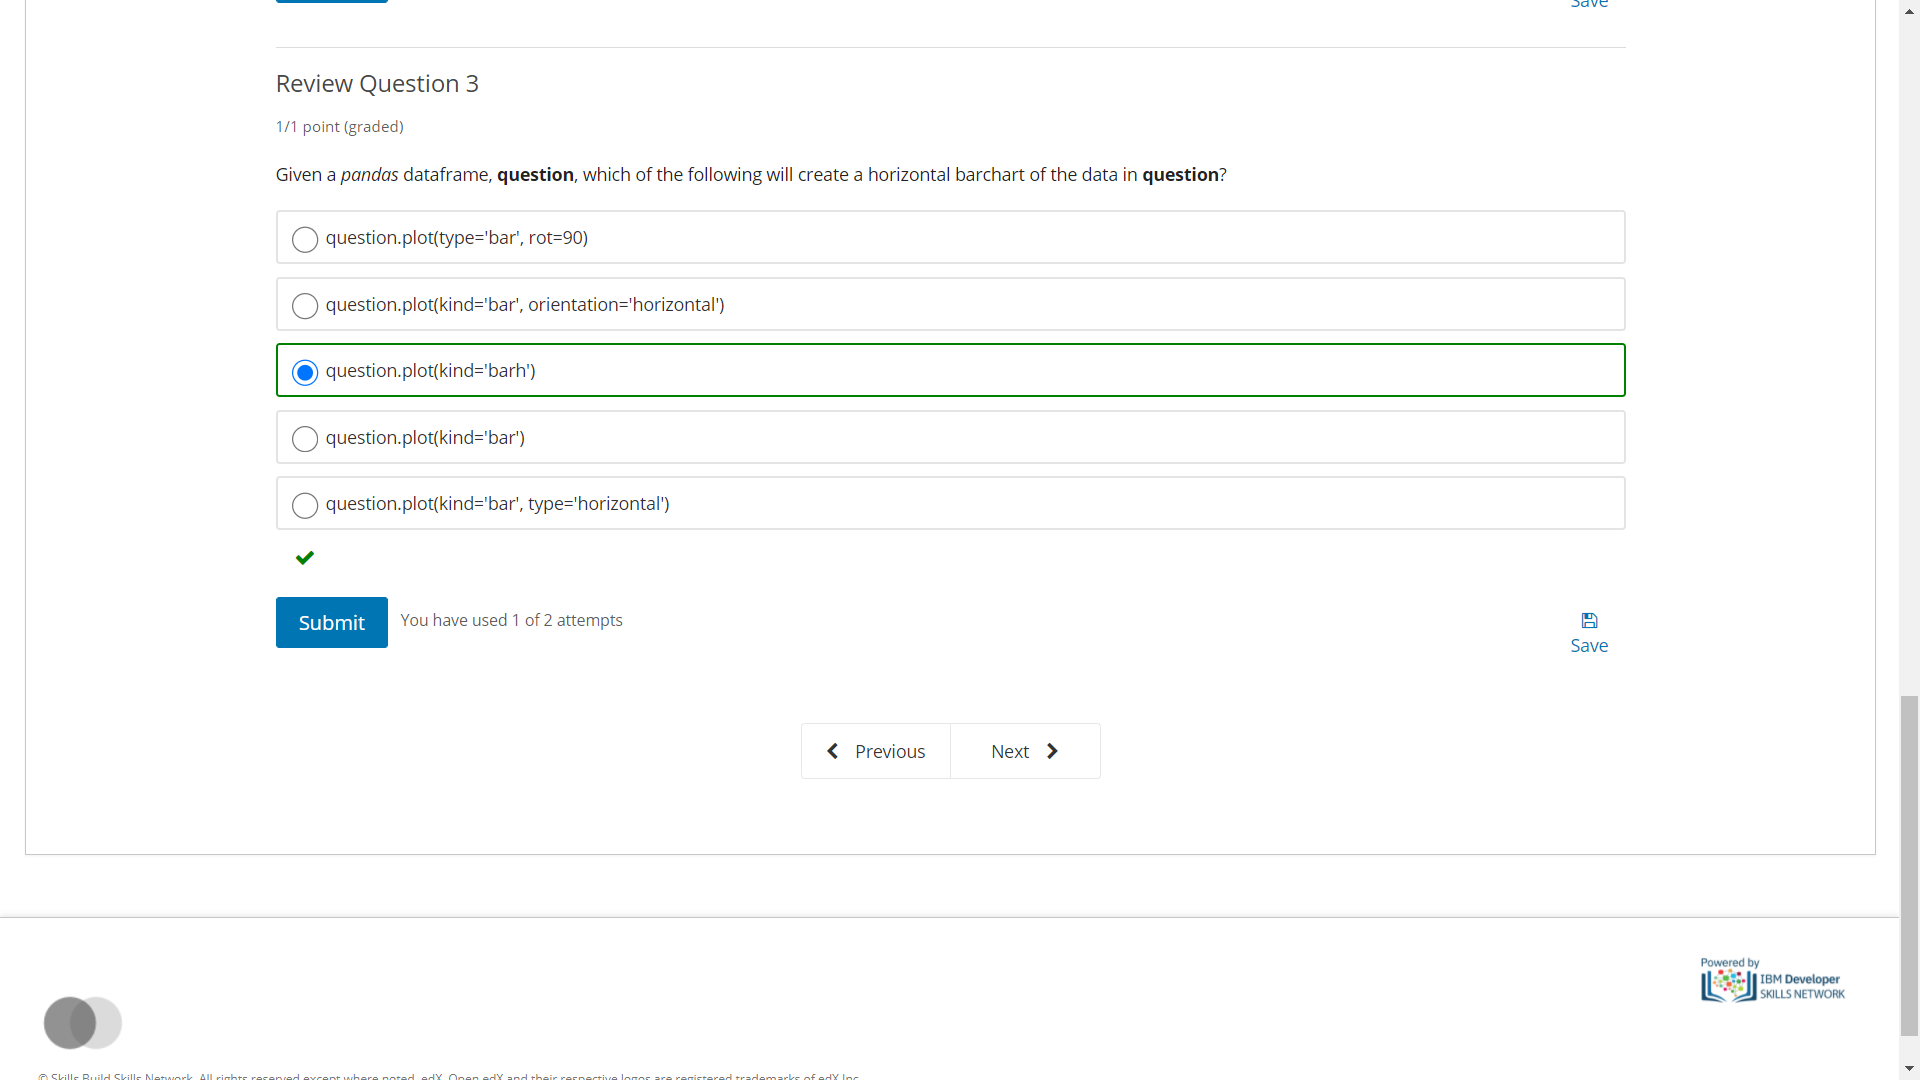 Save
Review Question 3
1/1 point (graded)
Given a pandas dataframe, question, which of the following will create a horizontal barchart of the data in question?
question.plot(type='bar', rot=90)
question.plot(kind='bar', orientation='horizontal')
question.plot(kind='barh')
question.plot(kind='bar')
question.plot(kind='bar', type='horizontal')
Submit You have used 1 of 2 attempts
Save
Previous Next
Powered by
IBM Developer
SKILLS NETWORK
© Skills Build Skills Network. All rights reserved except where noted. edX, Open edX and their respective logos are registered trademarks of edX Inc.